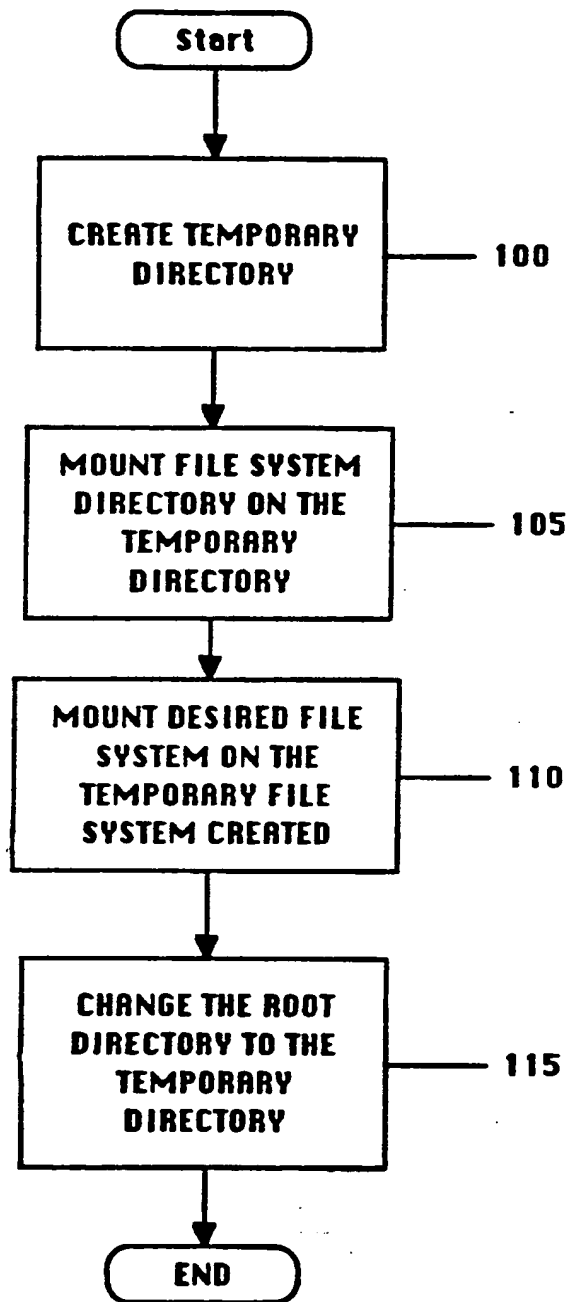 Start
CREATE TEMPORARY
DIRECTORY
100
MOUNT FILE SYSTEM
DIRECTORY ON THE
TEMPORARY
DIRECTORY
105
MOUNT DESIRED FILE
SYSTEM ON THE
TEMPORARY FILE
SYSTEM CREATED
110
CHANGE THE ROOT
DIRECTORY TO THE
TEMPORARY
DIRECTORY
115
END